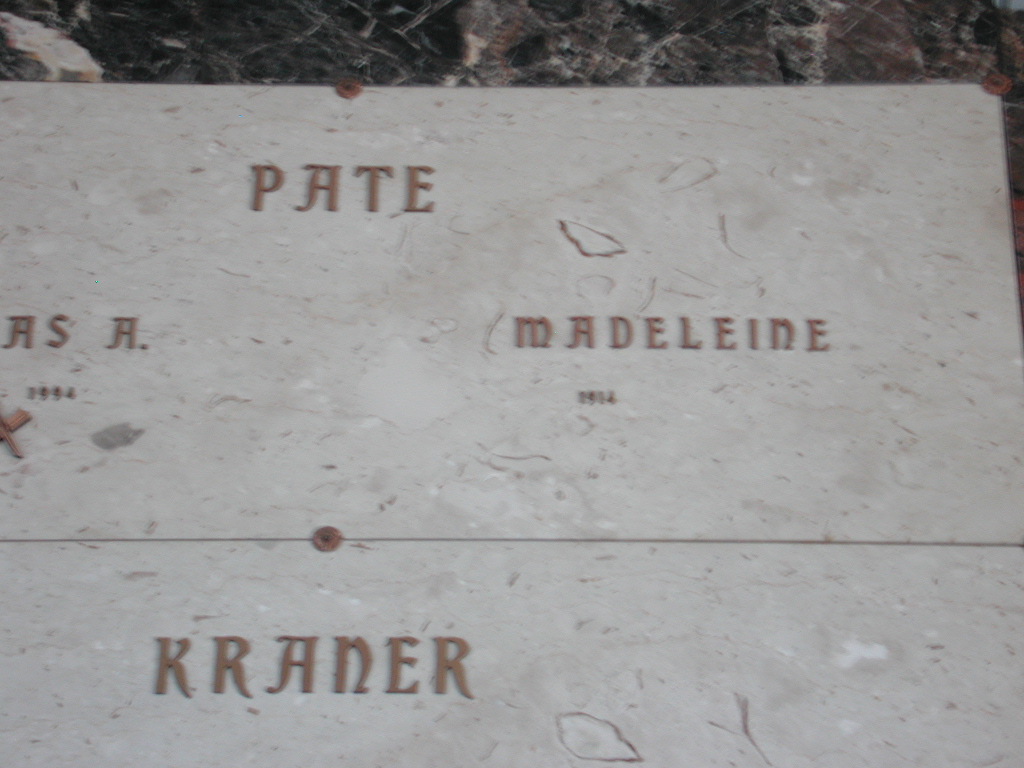 PATE
AS A. MADELEINE
1994 1914
KRANER